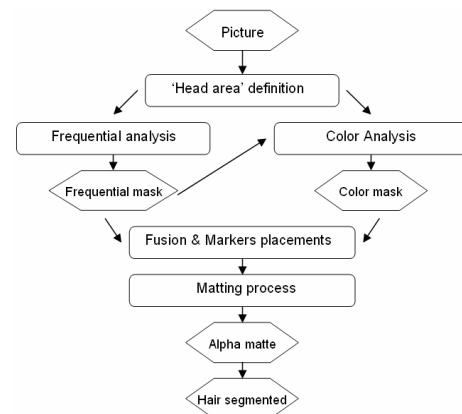 Picture
‘Head area’ definition
Frequential analysis
Color Analysis
Frequential mask
Color mask
Fusion & Markers placements
Matting process
Alpha matte
Hair segmented